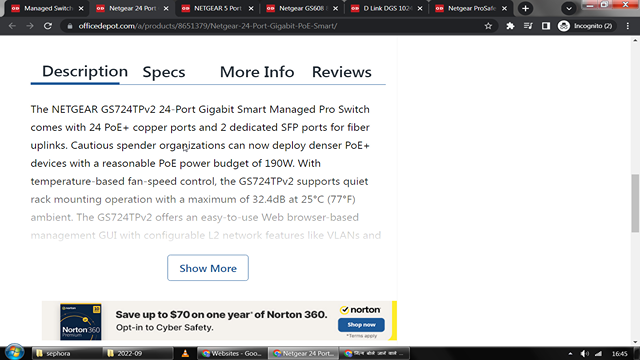 Managed Switch
Netgear 24 Port
NETGEAR 5 Port
Netgear GS608
D Link DGS 1024
Netgear ProSafe
officedepot.com/a/products/8651379/Netgear-24-Port-Gigabit-PoE-Smart/
Incognito (2)
Description Specs More Info Reviews
The NETGEAR GS724TPv2 24-Port Gigabit Smart Managed Pro Switch
comes with 24 PoE+ copper ports and 2 dedicated SFP ports for fiber
uplinks. Cautious spender organizations can now deploy denser PoE+
devices with a reasonable PoE power budget of 190W. With
temperature-based fan-speed control, the GS724TPv2 supports quiet
rack mounting operation with a maximum of 32.4dB at 25°C (77°F)
ambient. The GS724TPv2 offers an easy-to-use Web browser-based
management GUI with configurable L2 network features like VLANs and
Show More
Norton 360
Save up to $70 on one year* of Norton 360.
Opt-in to Cyber Safety.
norton
Shop now
*Terms apply
sephora
2022-09
Websites - Goo...
Netgear 24 Port...
16:45